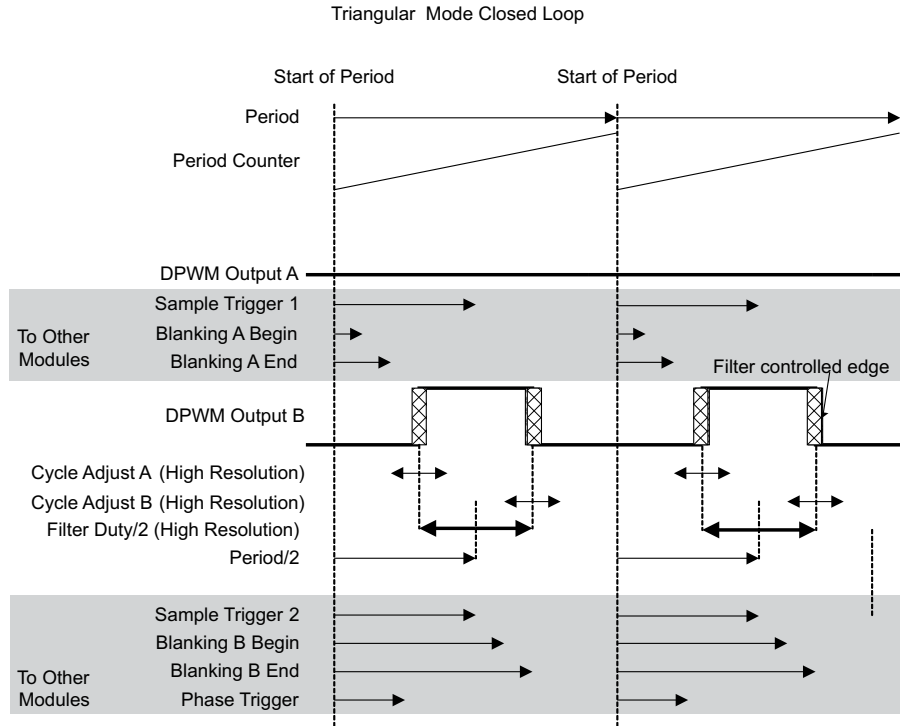 Triangular Mode Closed Loop
Start of Period
Start of Period
Period
Period Counter
DPWM Output A
Sample Trigger 1
To Other
Modules
Blanking A Begin
Blanking A End
Filter controlled edge
DPWM Output B
Cycle Adjust A (High Resolution)
Cycle Adjust B (High Resolution)
Filter Duty/2 (High Resolution)
Period/2
Sample Trigger 2
Blanking B Begin
Blanking B End
To Other
Modules
Phase Trigger